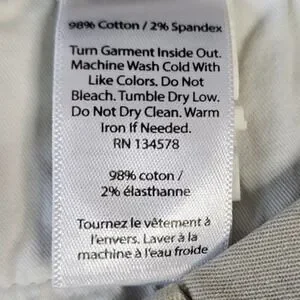 98% Cotton / 2% Spandex
Turn Garment Inside Out.
Machine Wash Cold With
Like Colors. Do Not
Bleach. Tumble Dry Low.
Do Not Dry Clean. Warm
Iron If Needed.
RN 134578
98% coton /
2% élasthanne
Tournez le vêtement à
l'envers. Laver à la
machine à l'eau froide